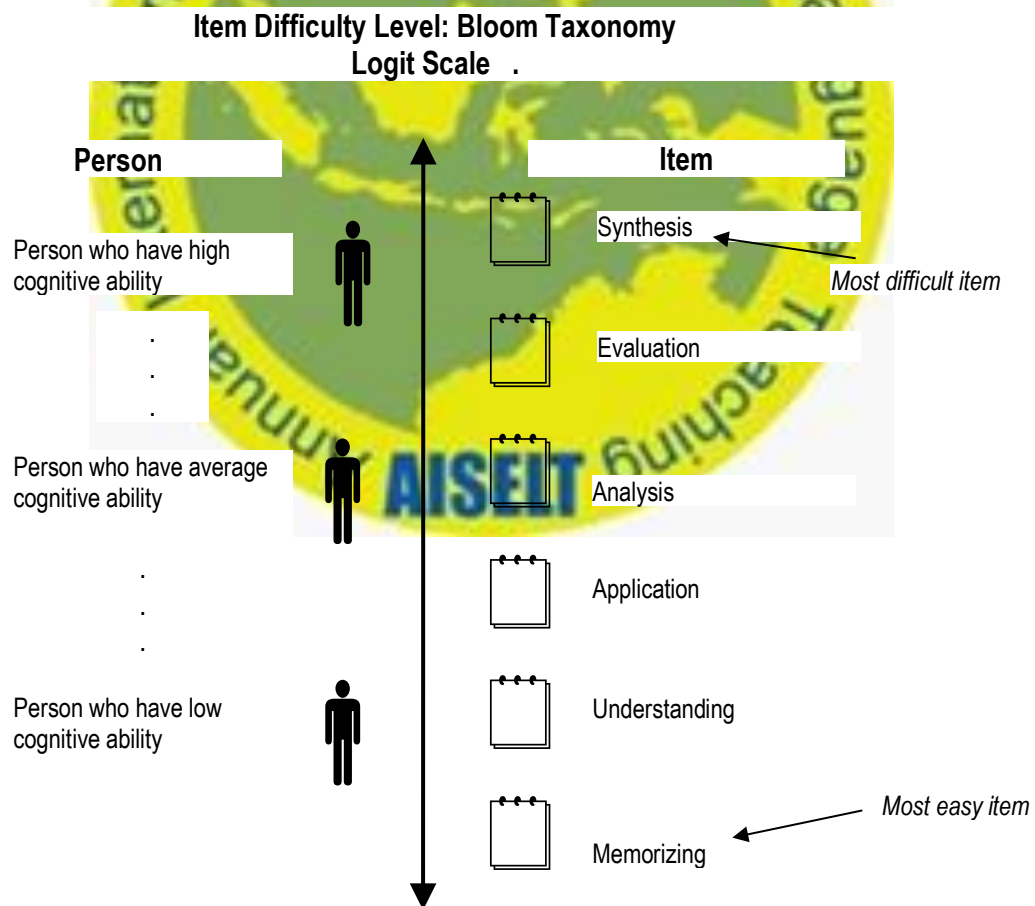 Item Difficulty Level: Bloom Taxonomy
Logit Scale .
Person
Item
Synthesis
Person who have high
cognitive ability
Most difficult item
.
Evaluation
.
.
Person who have average
cognitive ability
Analysis
AISELT
Annual
Teaching
.
Application
.
.
Person who have low
cognitive ability
Understanding
Most easy item
Memorizing